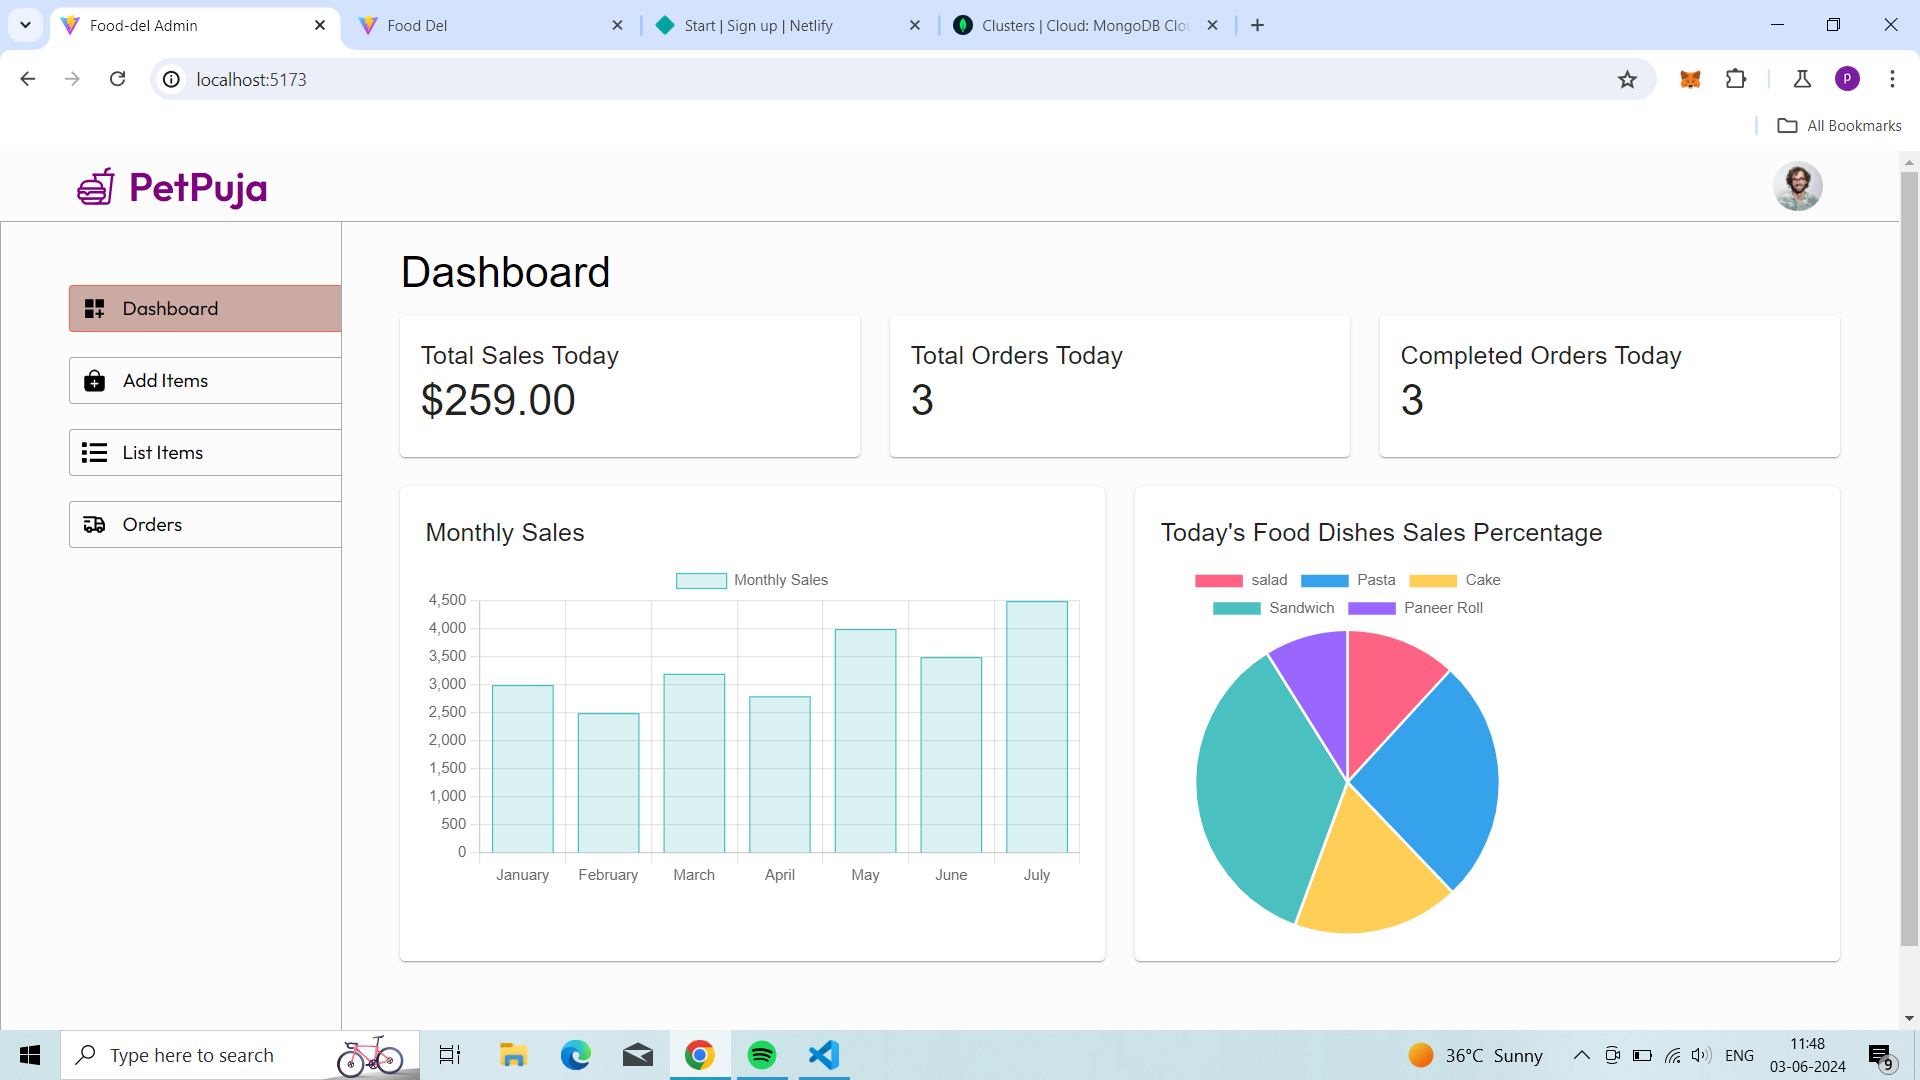 Food-del Admin
Food Del
Start | Sign up | Netlify
Clusters | Cloud: MongoDB Clo
localhost:5173
P
All Bookmarks
PetPuja
Dashboard
Add Items
List Items
Orders
Dashboard
Total Sales Today
$259.00
Total Orders Today
3
Completed Orders Today
3
Monthly Sales
Monthly Sales
4,500
4,000
3,500
3,000
2,500
2,000
1,500
1,000
500
0
January February March April May June July
Today's Food Dishes Sales Percentage
salad Pasta Cake
Sandwich Paneer Roll
Type here to search
36°C Sunny
ENG
11:48
03-06-2024
9